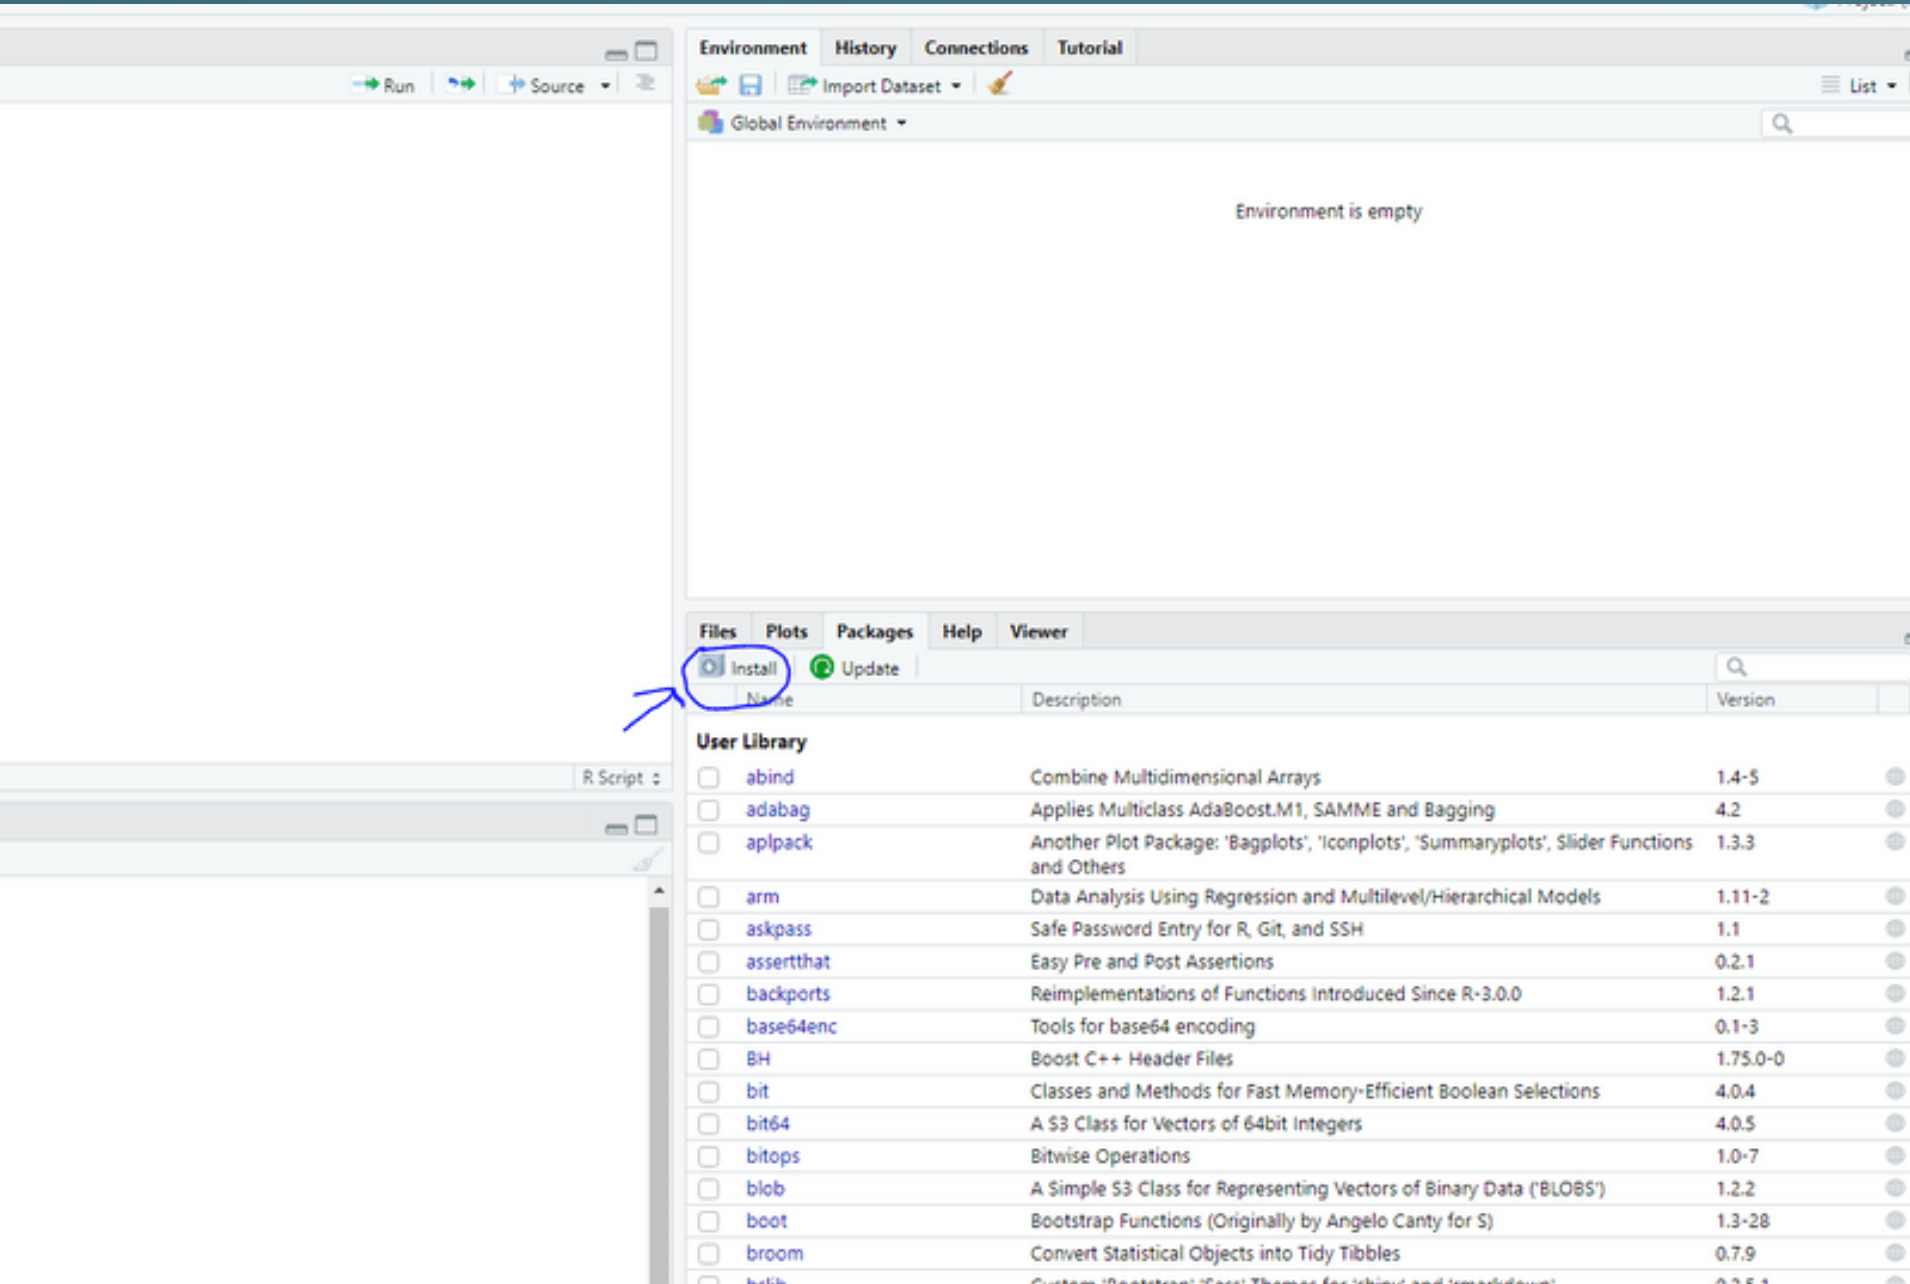 Run Source
Environment History Connections Tutorial
Import Dataset
List
Global Environment
Environment is empty
Files Plots Packages Help Viewer
Install Update
Name Description Version
User Library
R Script
abind Combine Multidimensional Arrays 1.4-5
adabag Applies Multiclass AdaBoost.M1, SAMME and Bagging 4.2
aplpack Another Plot Package: 'Bagplots', 'Iconplots', 'Summaryplots', Slider Functions 1.3.3
and Others
arm Data Analysis Using Regression and Multilevel/Hierarchical Models 1.11-2
askpass Safe Password Entry for R, Git, and SSH 1.1
assertthat Easy Pre and Post Assertions 0.2.1
backports Reimplementations of Functions Introduced Since R-3.0.0 1.2.1
base64enc Tools for base64 encoding 0.1-3
BH Boost C++ Header Files 1.75.0-0
bit Classes and Methods for Fast Memory-Efficient Boolean Selections 4.0.4
bit64 A S3 Class for Vectors of 64bit Integers 4.0.5
bitops Bitwise Operations 1.0-7
blob A Simple S3 Class for Representing Vectors of Binary Data ('BLOBS') 1.2.2
boot Bootstrap Functions (Originally by Angelo Canty for S) 1.3-28
broom Convert Statistical Objects into Tidy Tibbles 0.7.9